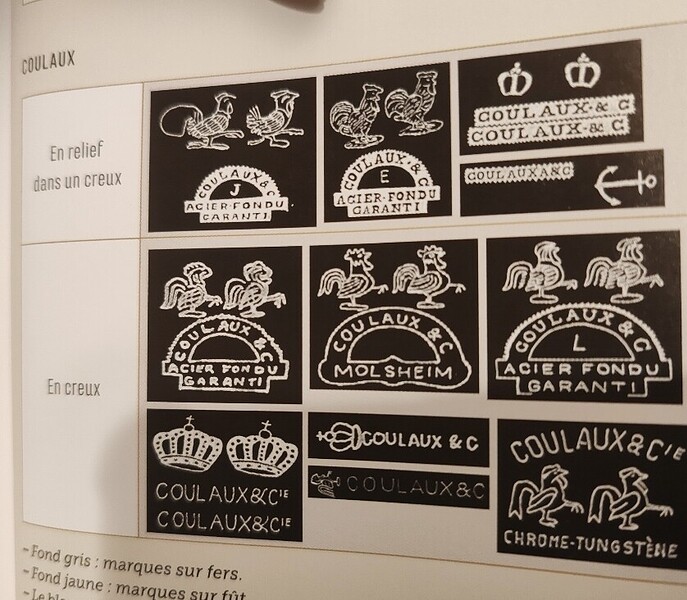 COULAUX
En relief
dans un creux
COULAUX & C
J
ACIER·FONDU
GARANTI
COULAUX·& C
E
ACIER-FONDU
GARANTI
COULAUX·& C
COULAUX·& C
COULAUXA&C
En creux
COULAUX & C
ACIER FONDU
GARANTI
COULAUX & C
MOLSHEIM
COULAUX & C
L
ACIER FONDU
GARANTI
COULAUX&CIE
COULAUX&CIE
COULAUX & C
COULAUX&C
COULAUX&CIE
CHROME-TUNGSTÈNE
- Fond gris : marques sur fers.
- Fond jaune : marques sur fût